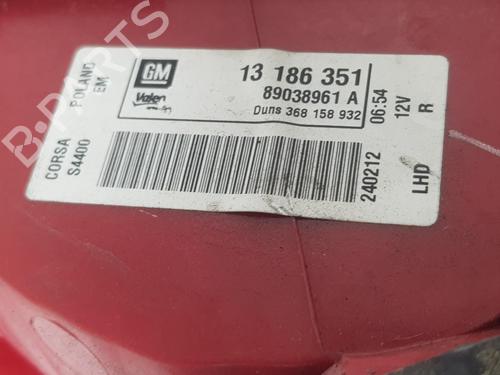 POLAND
EM
CORSA
S4400
GM
Valeo
13 186 351
89038961 A
Duns 368 158 932
240212
06:54
12V
R
LHD
B-PARTS